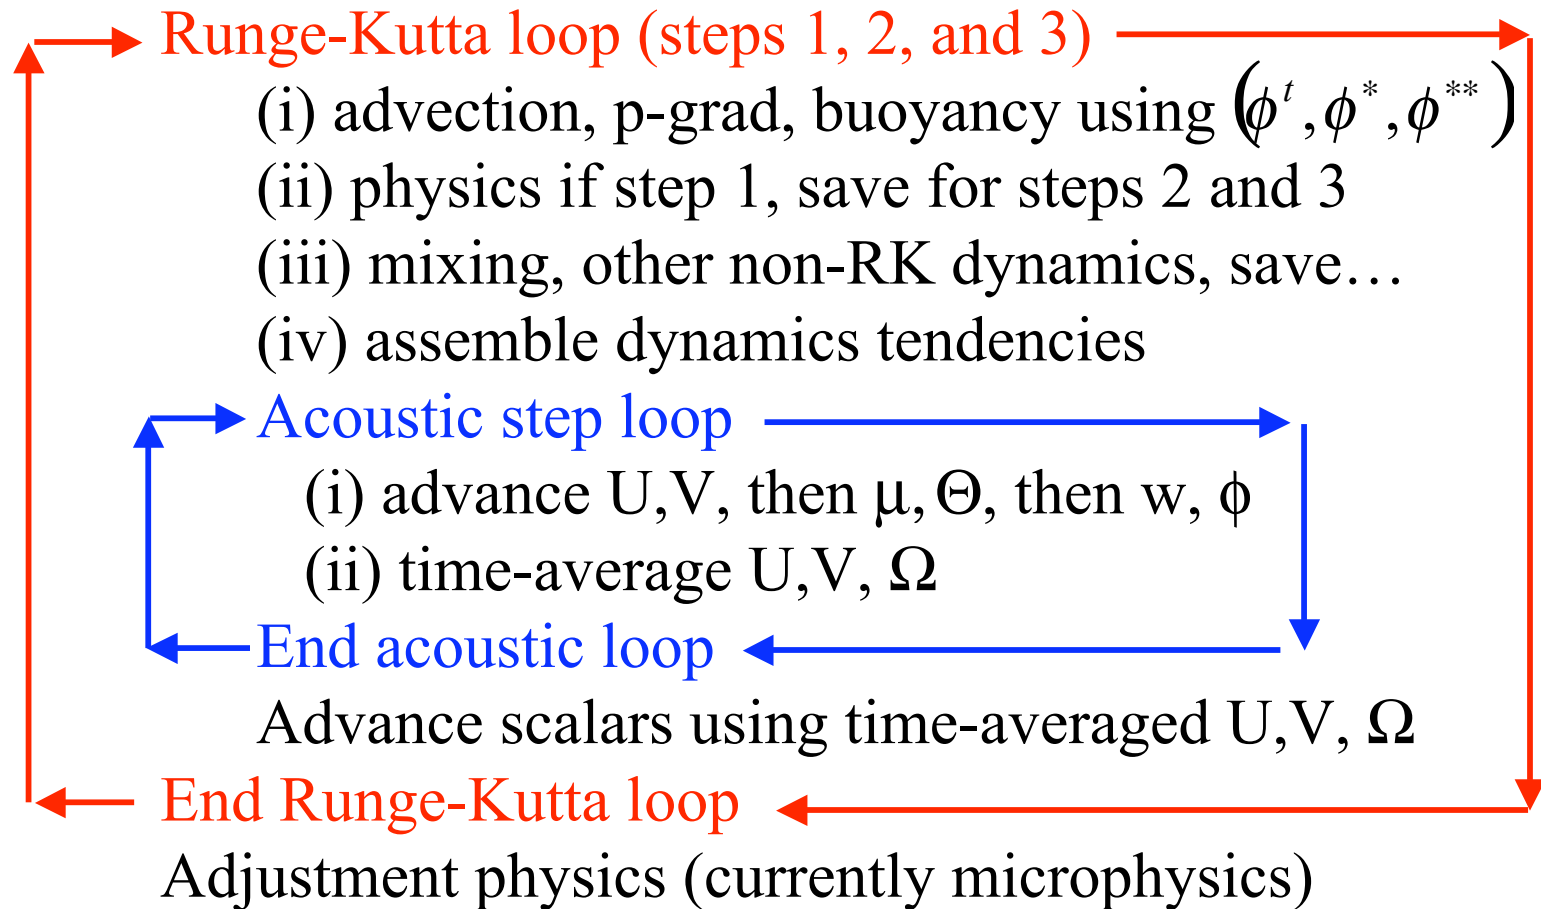 Runge-Kutta loop (steps 1, 2, and 3)
(i) advection, p-grad, buoyancy using (ϕᵗ, ϕ*, ϕ**)
(ii) physics if step 1, save for steps 2 and 3
(iii) mixing, other non-RK dynamics, save…
(iv) assemble dynamics tendencies
Acoustic step loop
(i) advance U,V, then μ, Θ, then w, ϕ
(ii) time-average U,V, Ω
End acoustic loop
Advance scalars using time-averaged U,V, Ω
End Runge-Kutta loop
Adjustment physics (currently microphysics)